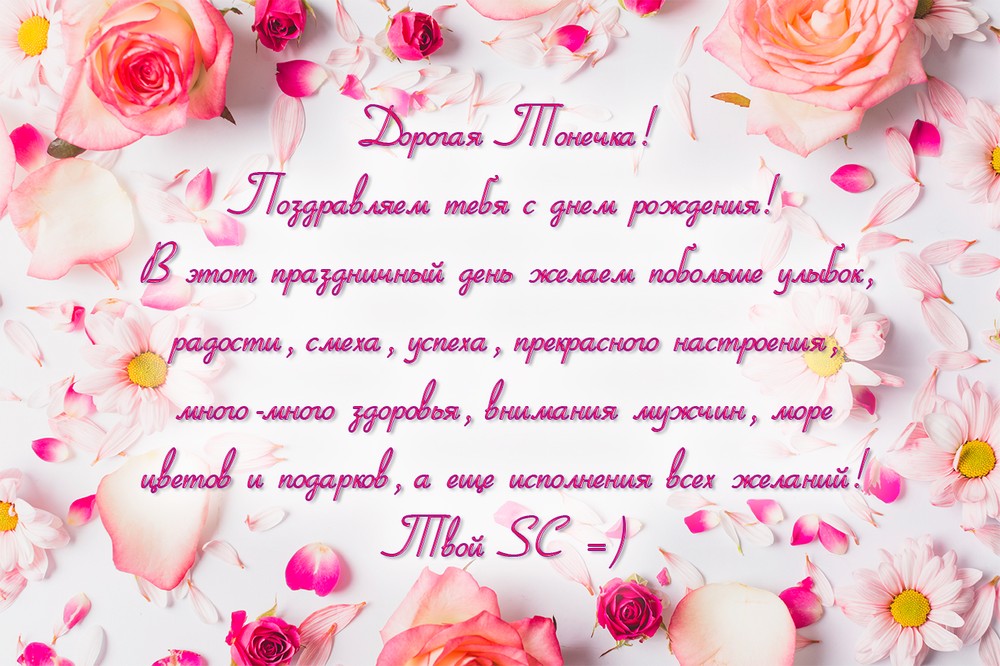 Дорогая Тонечка!
Поздравляем тебя с днем рождения!
В этот праздничный день желаем побольше улыбок,
радости, смеха, успеха, прекрасного настроения,
много-много здоровья, внимания мужчин, море
цветов и подарков, а еще исполнения всех желаний!
Твой SC =)